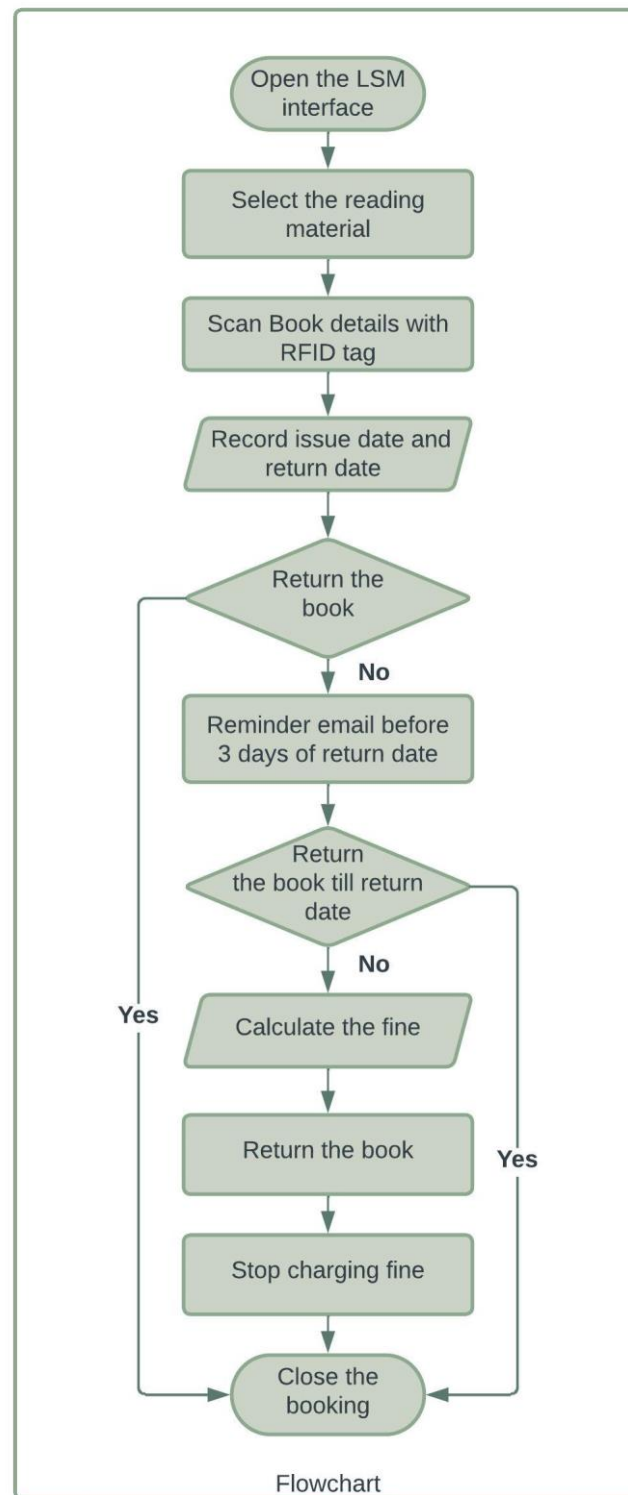 Open the LSM
interface
Select the reading
material
Scan Book details with
RFID tag
Record issue date and
return date
Return the
book
No
Reminder email before
3 days of return date
Return
the book till return
date
No
Yes
Calculate the fine
Return the book
Yes
Stop charging fine
Close the
booking
Flowchart